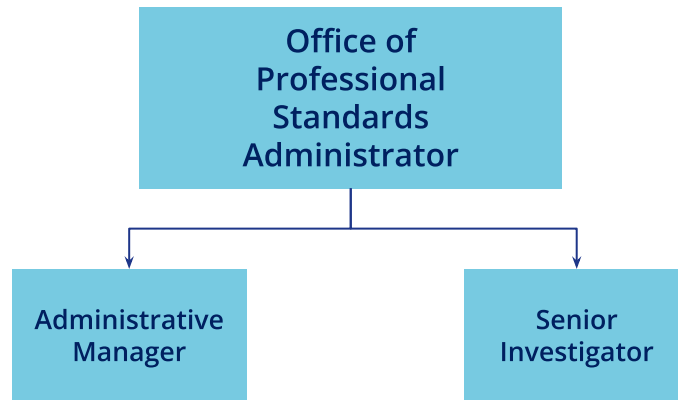 Office of
Professional
Standards
Administrator
Administrative
Manager
Senior
Investigator